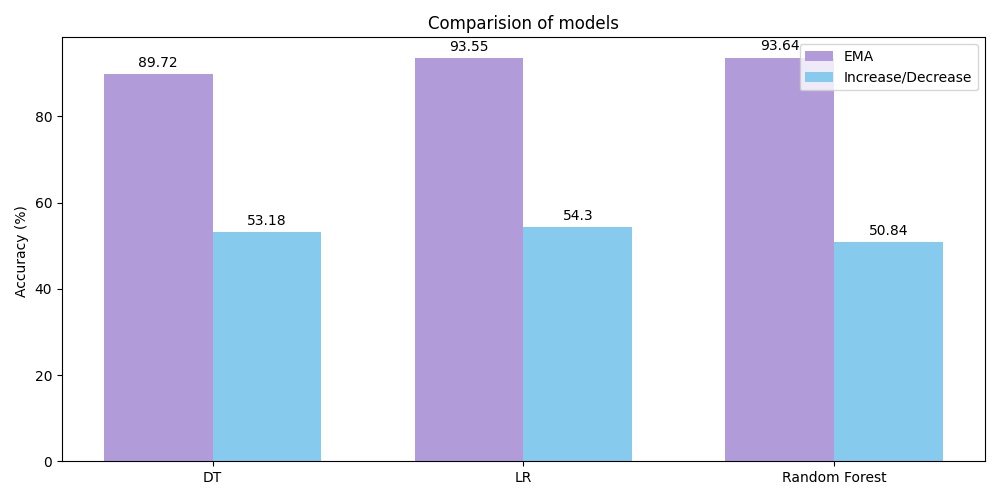 Comparision of models
Accuracy (%)
80
60
40
20
0
89.72
53.18
93.55
54.3
93.64
50.84
EMA
Increase/Decrease
DT
LR
Random Forest